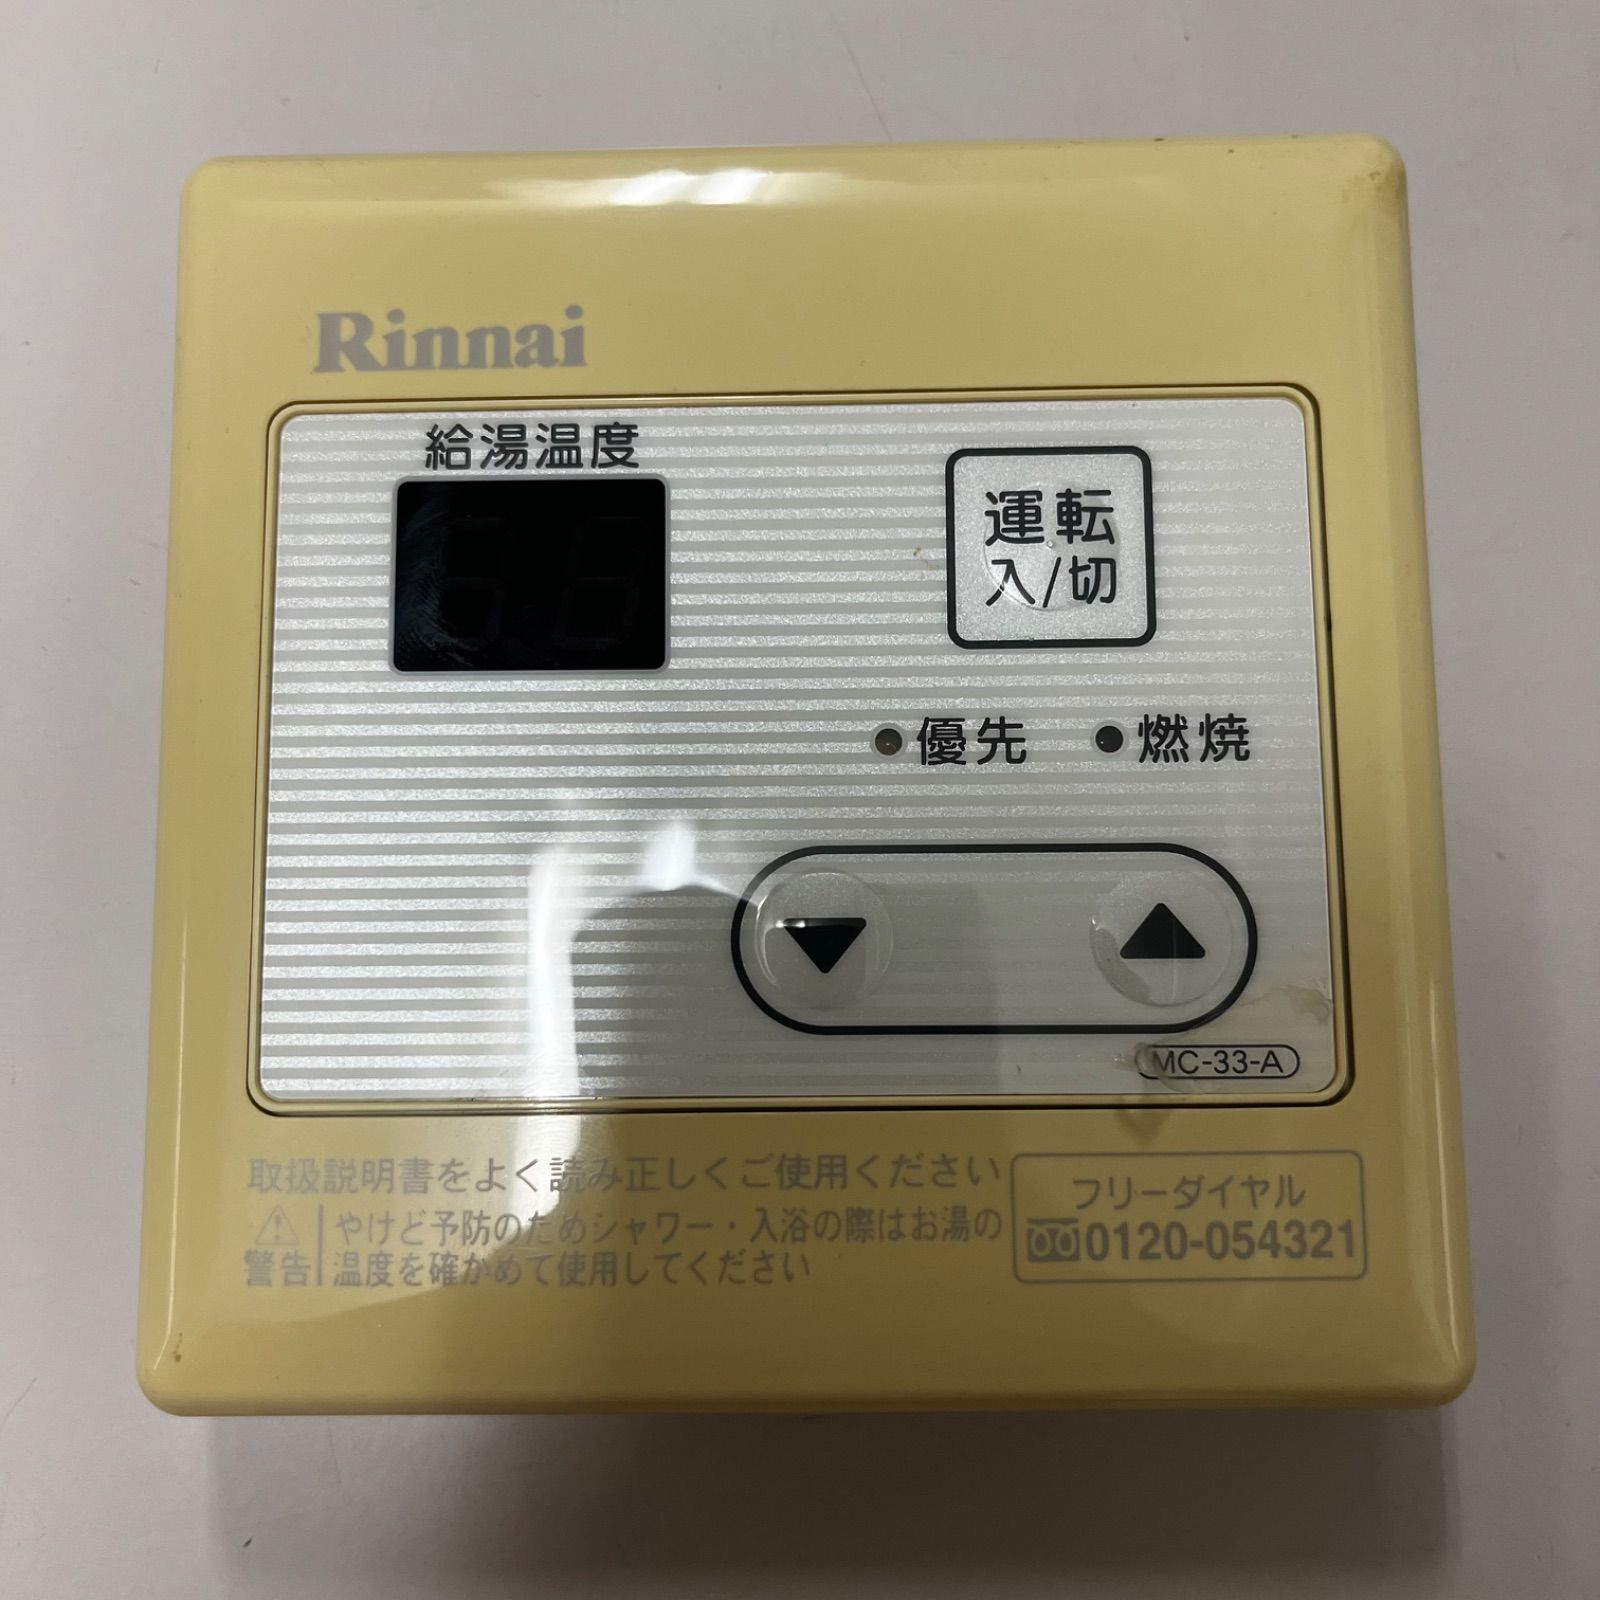 Rinnai
給湯温度
運転
入/切
優先
燃焼
▼
▲
MC-33-A
取扱説明書をよく読み正しくご使用ください
警告
やけど予防のためシャワー・入浴の際はお湯の
温度を確かめて使用してください
フリーダイヤル
0120-054321